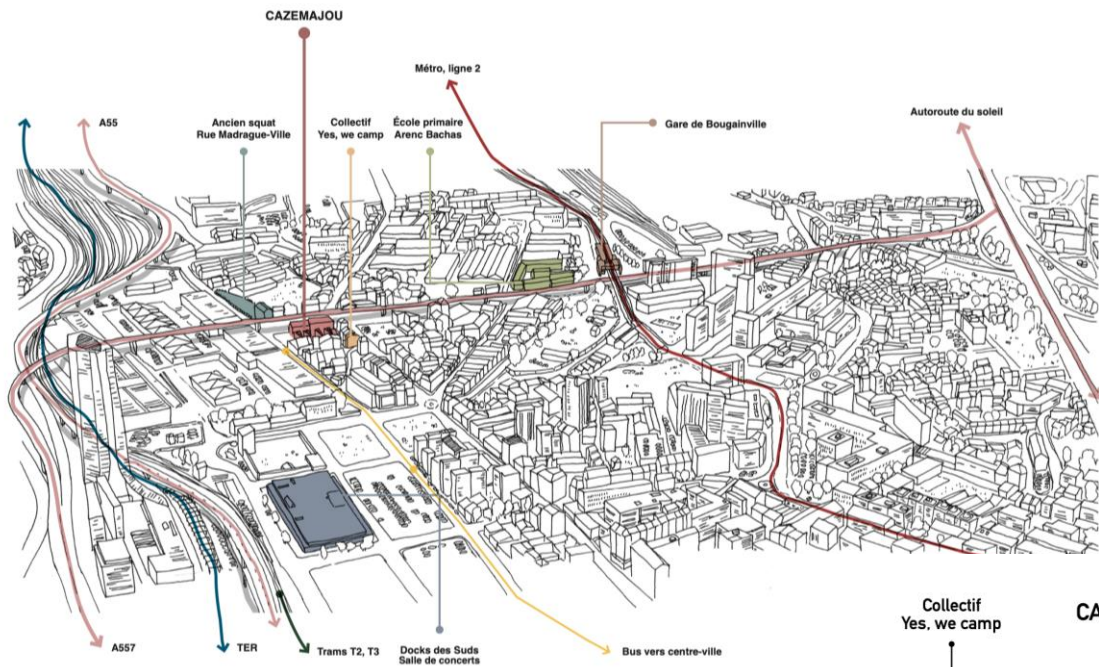 CAZEMAJOU
Métro, ligne 2
A55
Ancien squat
Rue Madrague-Ville
Collectif
Yes, we camp
École primaire
Arenc Bachas
Gare de Bougainville
Autoroute du soleil
A557
TER
Trams T2, T3
Docks des Suds
Salle de concerts
Bus vers centre-ville
Collectif
Yes, we camp
CA